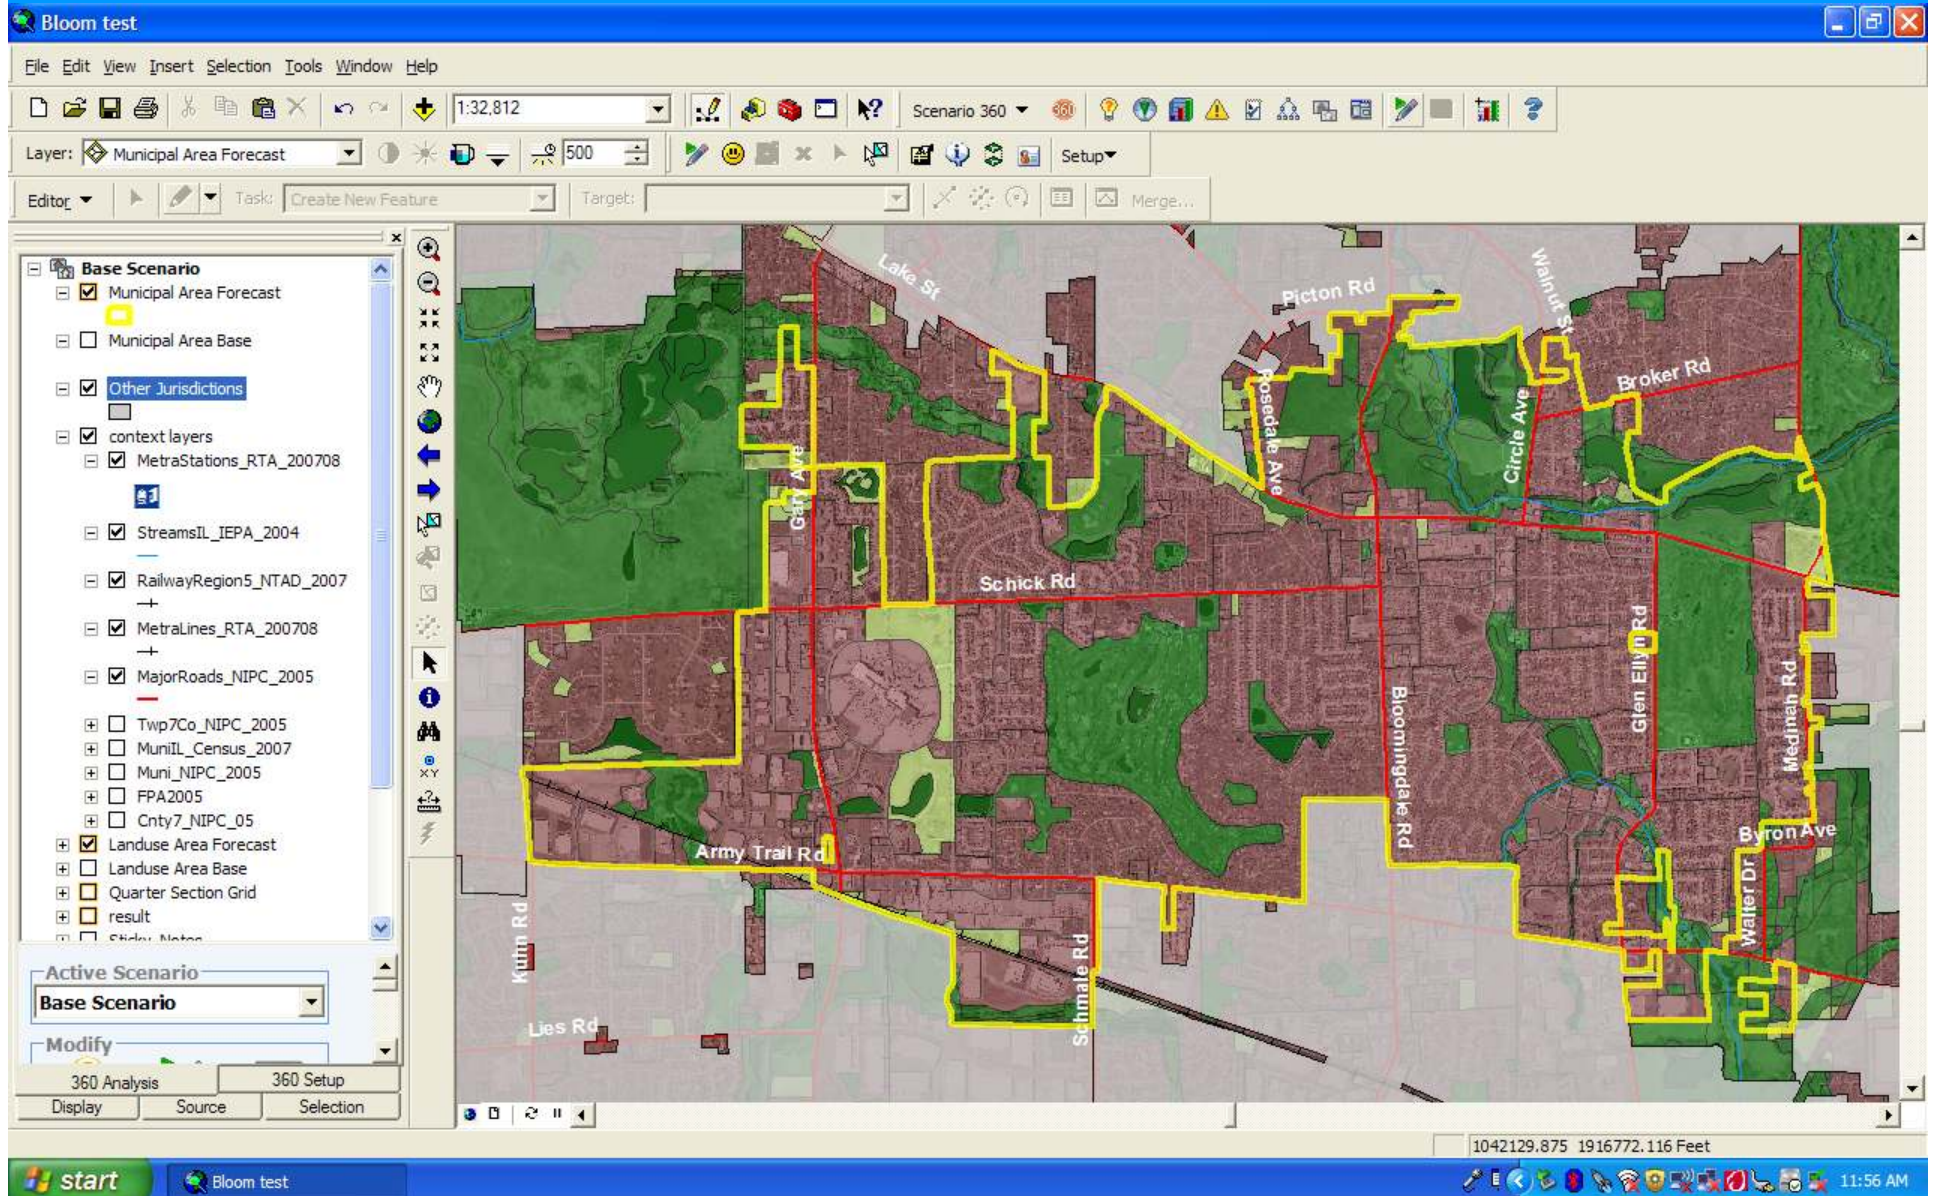 Bloom test
File Edit View Insert Selection Tools Window Help
1:32,812
Scenario 360
360
Layer: Municipal Area Forecast
500
Setup
Editor
Task: Create New Feature
Target:
Merge...
Base Scenario
Municipal Area Forecast
Municipal Area Base
Other Jurisdictions
context layers
MetraStations_RTA_200708
StreamsIL_IEPA_2004
RailwayRegion5_NTAD_2007
MetraLines_RTA_200708
MajorRoads_NIPC_2005
Twp7Co_NIPC_2005
MuniIL_Census_2007
Muni_NIPC_2005
FPA2005
Cnty7_NIPC_05
Landuse Area Forecast
Landuse Area Base
Quarter Section Grid
result
Sticky Notes
Active Scenario
Base Scenario
Modify
360 Analysis
360 Setup
Display
Source
Selection
XY
Lake St
Picton Rd
Walnut St
Broker Rd
Rosedale Ave
Circle Ave
Gary Ave
Schick Rd
Glen Ellyn Rd
Bloomingdale Rd
Medinah Rd
Byron Ave
Army Trail Rd
Walter Dr
Kuhn Rd
Schmale Rd
Lies Rd
1042129.875 1916772.116 Feet
start
Bloom test
11:56 AM